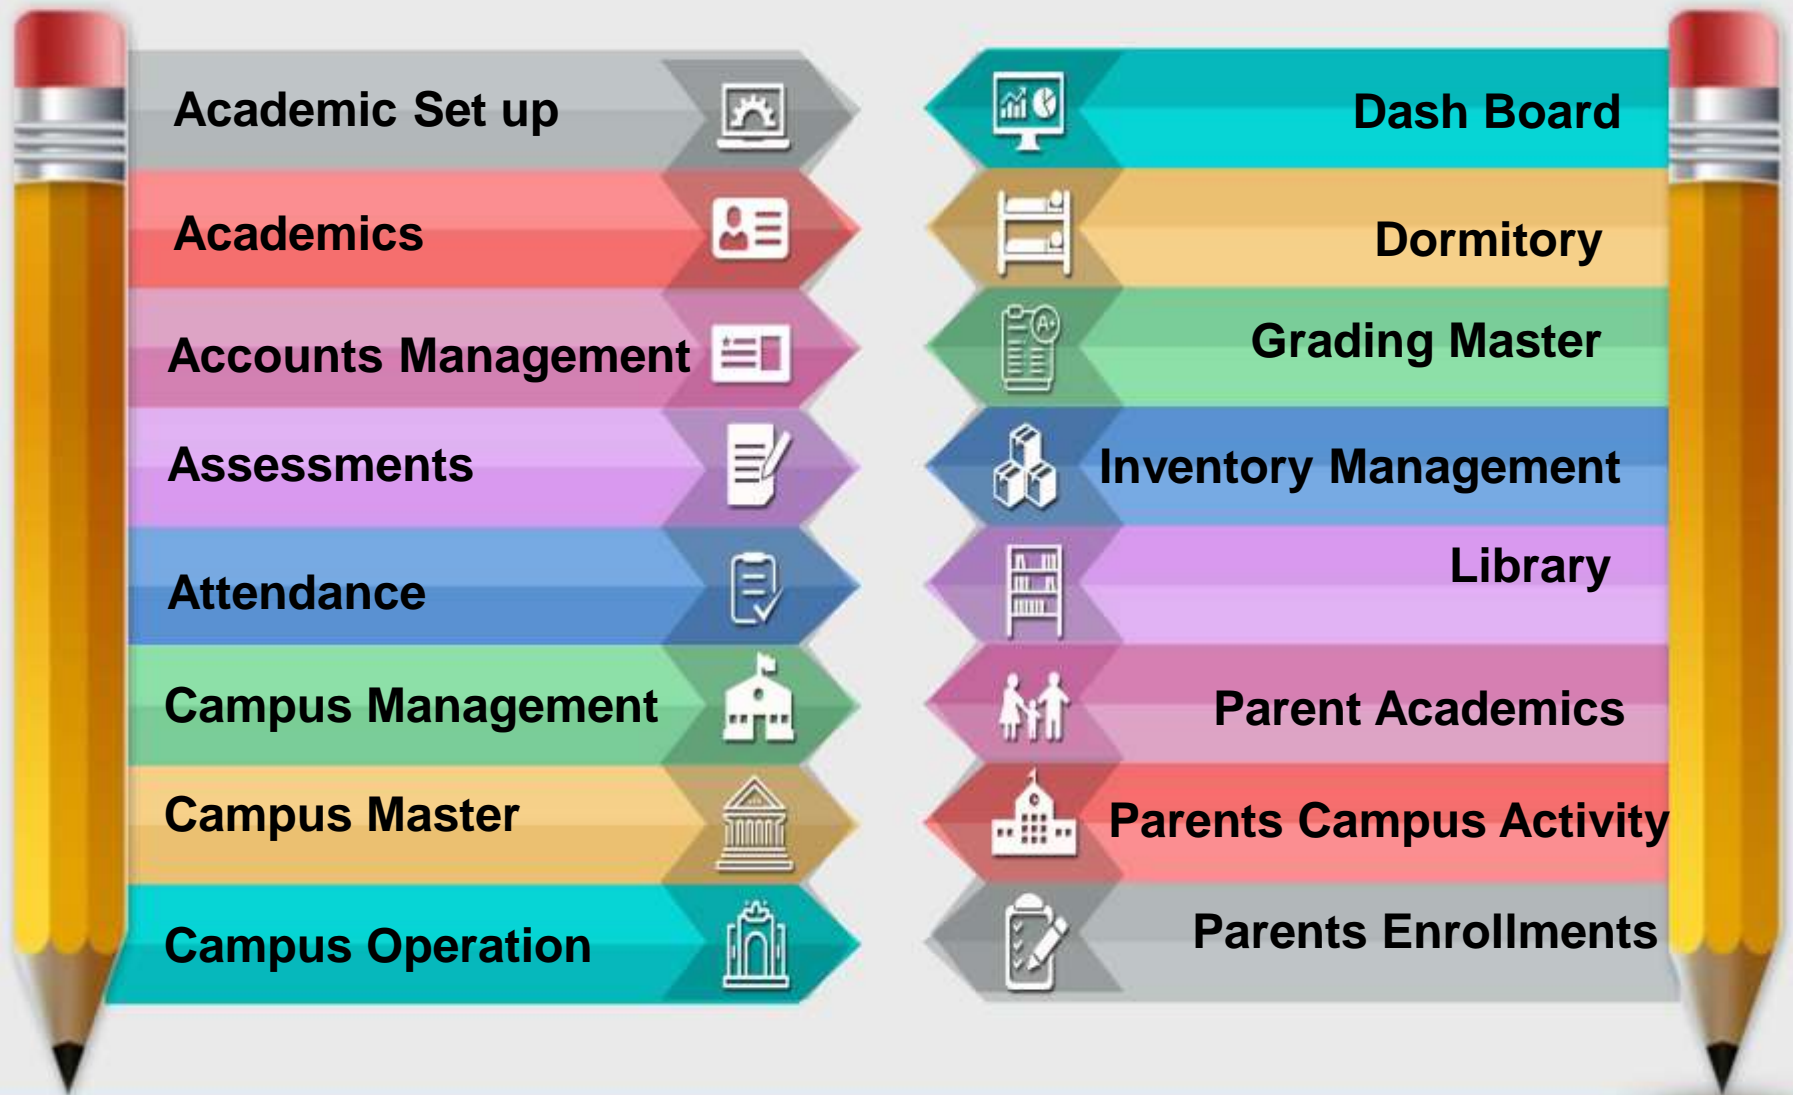 Academic Set up
Academics
Accounts Management
Assessments
Attendance
Campus Management
Campus Master
Campus Operation
Dash Board
Dormitory
Grading Master
Inventory Management
Library
Parent Academics
Parents Campus Activity
Parents Enrollments